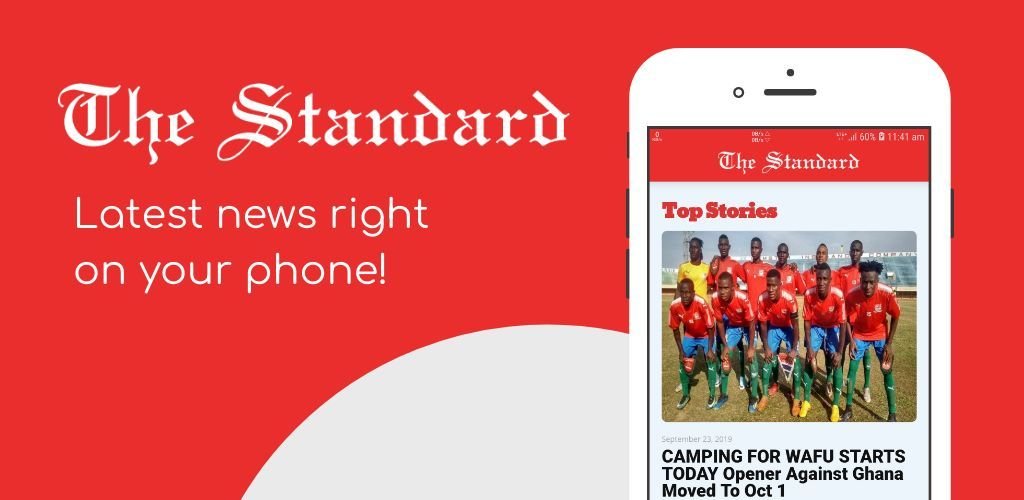 The Standard
Latest news right
on your phone!
60% 11:41 am
The Standard
Top Stories
September 23, 2019
CAMPING FOR WAFU STARTS
TODAY Opener Against Ghana
Moved To Oct 1